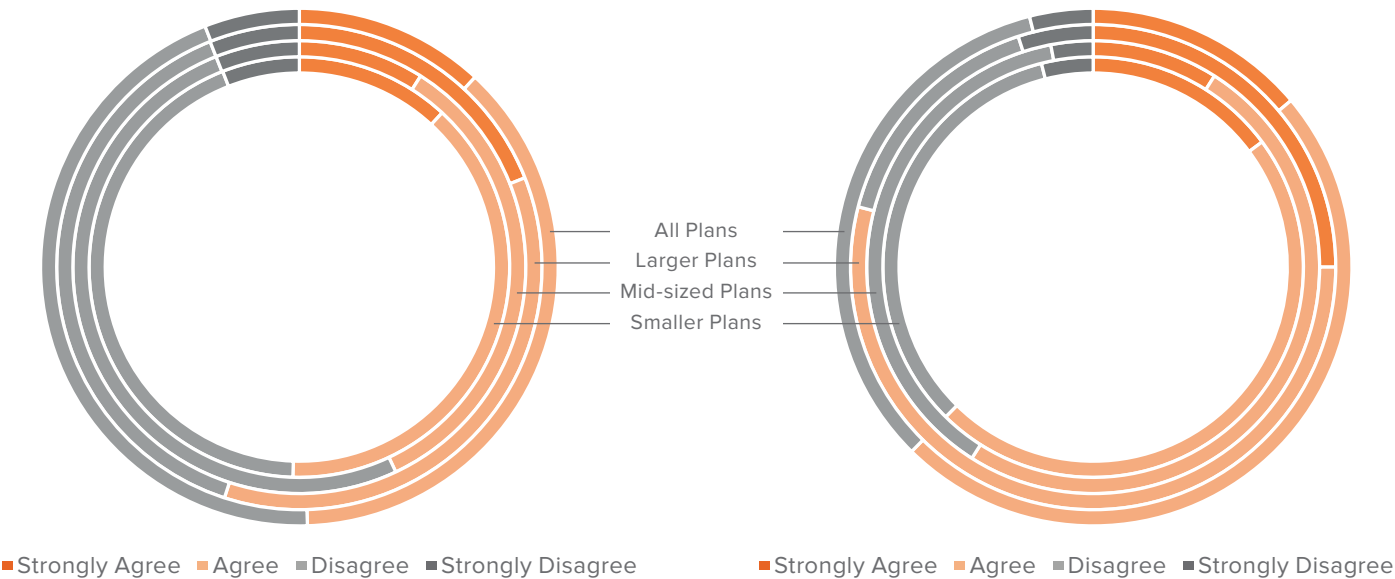 All Plans
Larger Plans
Mid-sized Plans
Smaller Plans
Strongly Agree Agree Disagree Strongly Disagree
Strongly Agree Agree Disagree Strongly Disagree